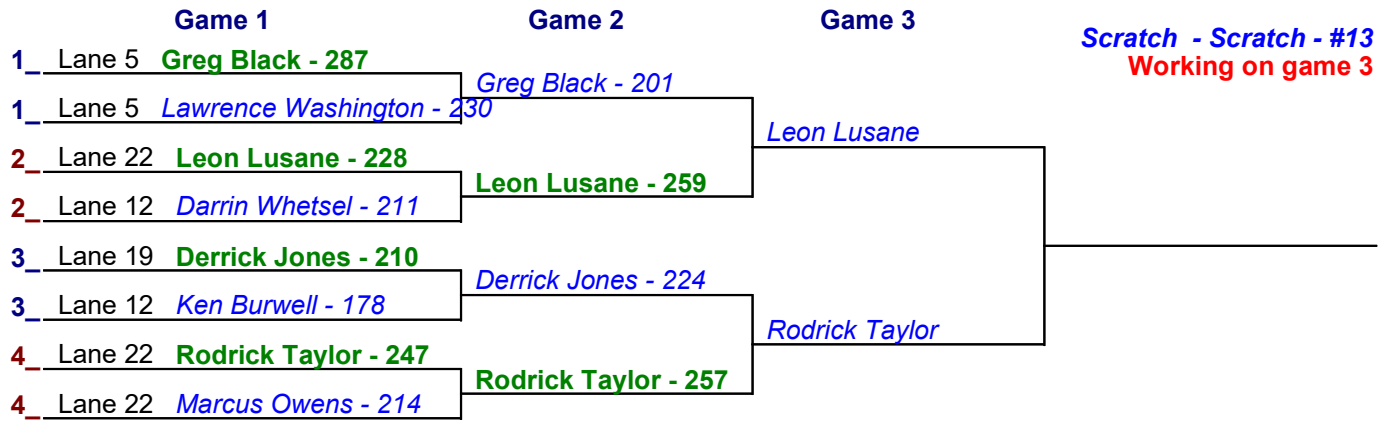 Game 1
Game 2
Game 3
Scratch - Scratch - #13
Working on game 3
1_ Lane 5 Greg Black - 287
1_ Lane 5 Lawrence Washington - 230
2_ Lane 22 Leon Lusane - 228
2_ Lane 12 Darrin Whetsel - 211
3_ Lane 19 Derrick Jones - 210
3_ Lane 12 Ken Burwell - 178
4_ Lane 22 Rodrick Taylor - 247
4_ Lane 22 Marcus Owens - 214
Greg Black - 201
Leon Lusane - 259
Derrick Jones - 224
Rodrick Taylor - 257
Leon Lusane
Rodrick Taylor